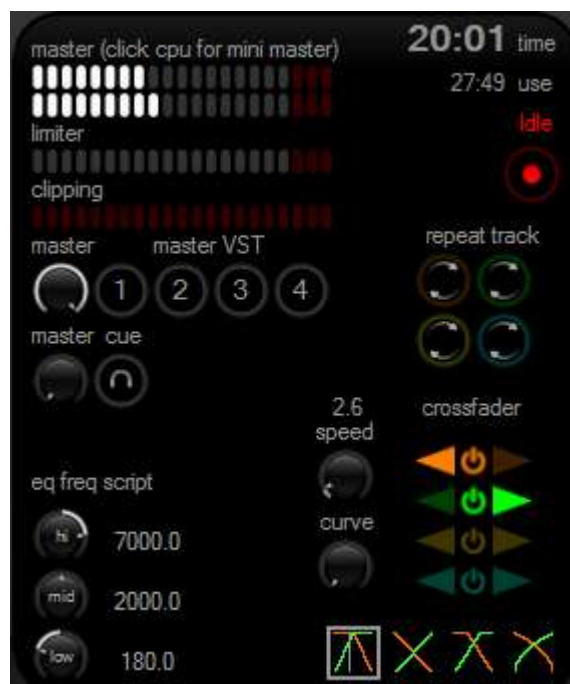 master (click cpu for mini master)
20:01 time
27:49 use
Idle
limiter
clipping
master
master VST
1 2 3 4
repeat track
master cue
2.6
speed
crossfader
eq freq script
curve
hi 7000.0
mid 2000.0
low 180.0